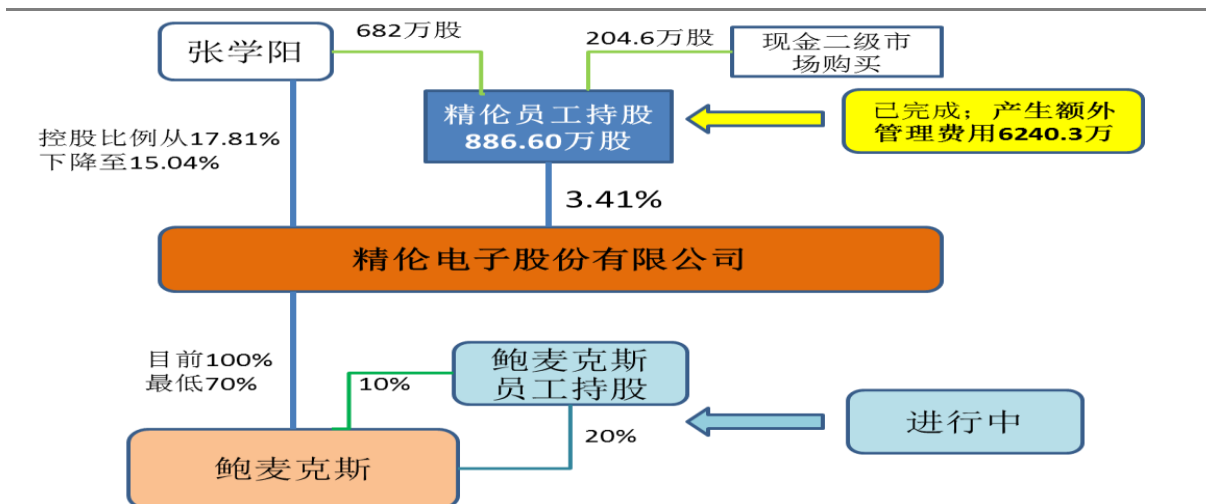 张学阳
682万股
204.6万股
现金二级市
场购买
精伦员工持股
886.60万股
已完成；产生额外
管理费用6240.3万
控股比例从17.81%
下降至15.04%
3.41%
精伦电子股份有限公司
目前100%
最低70%
10%
鲍麦克斯
员工持股
20%
进行中
鲍麦克斯